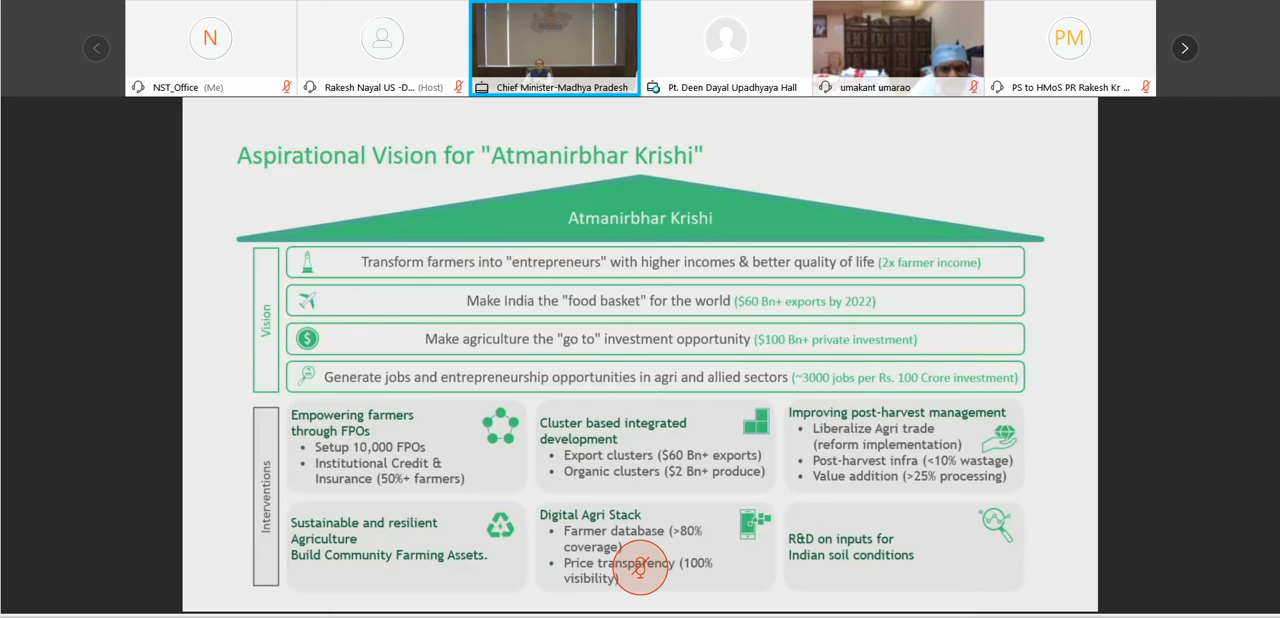 N
PM
NST_Office (Me)
Rakesh Nayal US -D... (Host)
Chief Minister-Madhya Pradesh
Pt. Deen Dayal Upadhyaya Hall
umakant umarao
PS to HMoS PR Rakesh Kr ...
Aspirational Vision for "Atmanirbhar Krishi"
Atmanirbhar Krishi
Vision
Transform farmers into "entrepreneurs" with higher incomes & better quality of life (2x farmer income)
Make India the "food basket" for the world ($60 Bn+ exports by 2022)
$
Make agriculture the "go to" investment opportunity ($100 Bn+ private investment)
Generate jobs and entrepreneurship opportunities in agri and allied sectors (~3000 jobs per Rs. 100 Crore investment)
Interventions
Empowering farmers
through FPOs
• Setup 10,000 FPOs
• Institutional Credit &
Insurance (50%+ farmers)
Cluster based integrated
development
• Export clusters ($60 Bn+ exports)
• Organic clusters ($2 Bn+ produce)
Improving post-harvest management
• Liberalize Agri trade
(reform implementation)
• Post-harvest infra (<10% wastage)
• Value addition (>25% processing)
Sustainable and resilient
Agriculture
Build Community Farming Assets.
Digital Agri Stack
• Farmer database (>80%
coverage)
• Price transparency (100%
visibility)
R&D on inputs for
Indian soil conditions